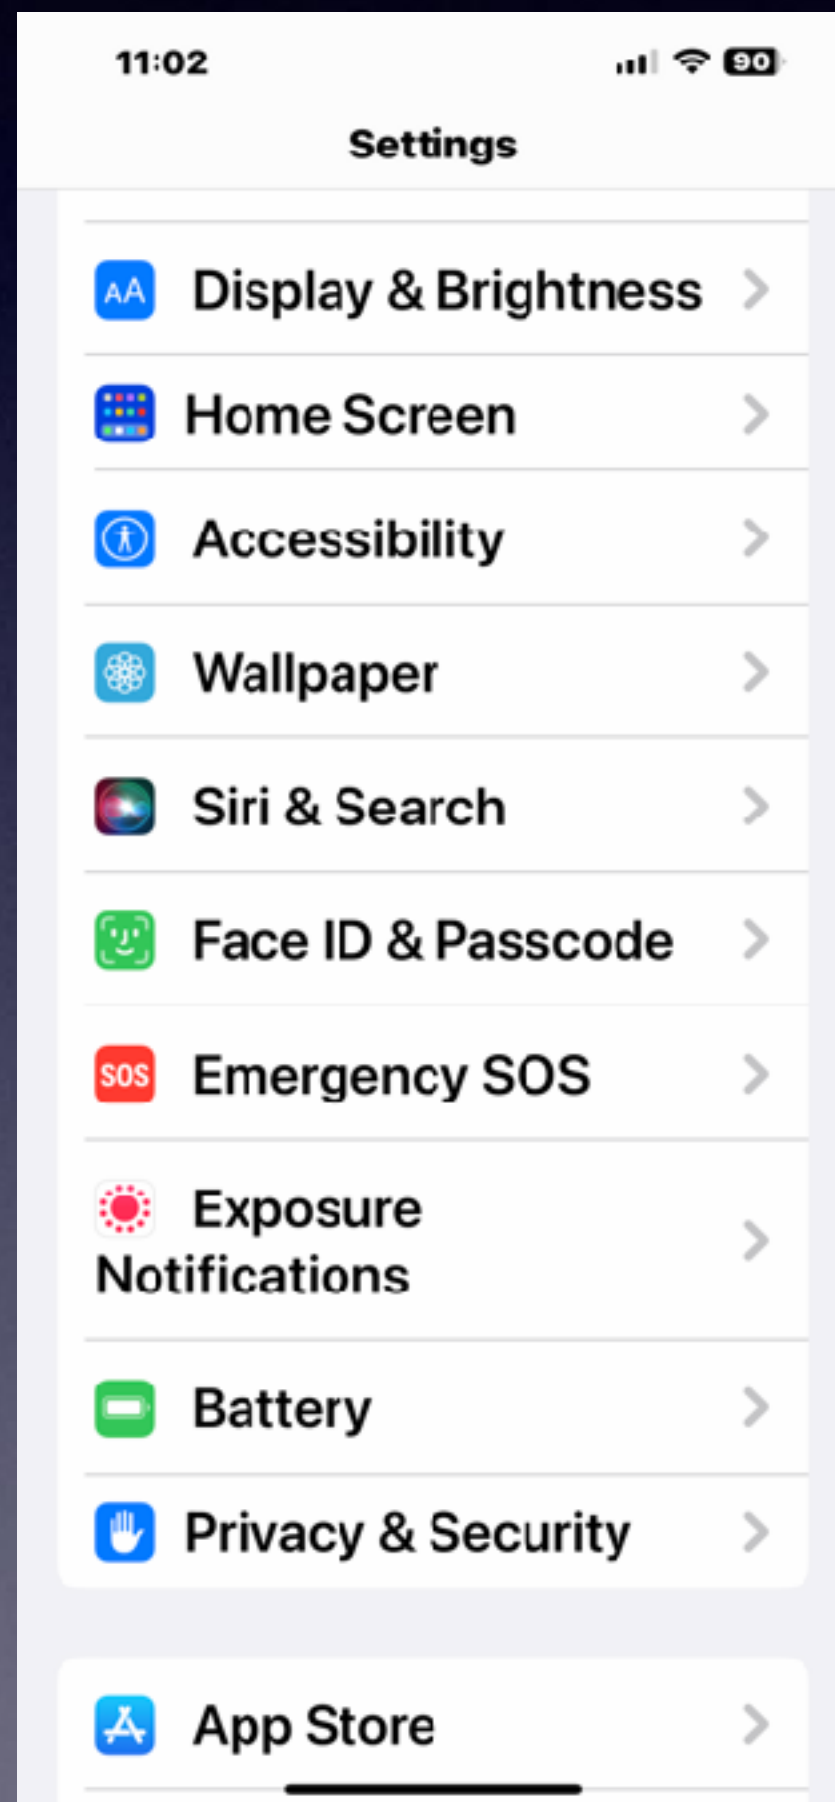 11:02 90
Settings
AA Display & Brightness
Home Screen
Accessibility
Wallpaper
Siri & Search
Face ID & Passcode
SOS Emergency SOS
Exposure
Notifications
Battery
Privacy & Security
App Store